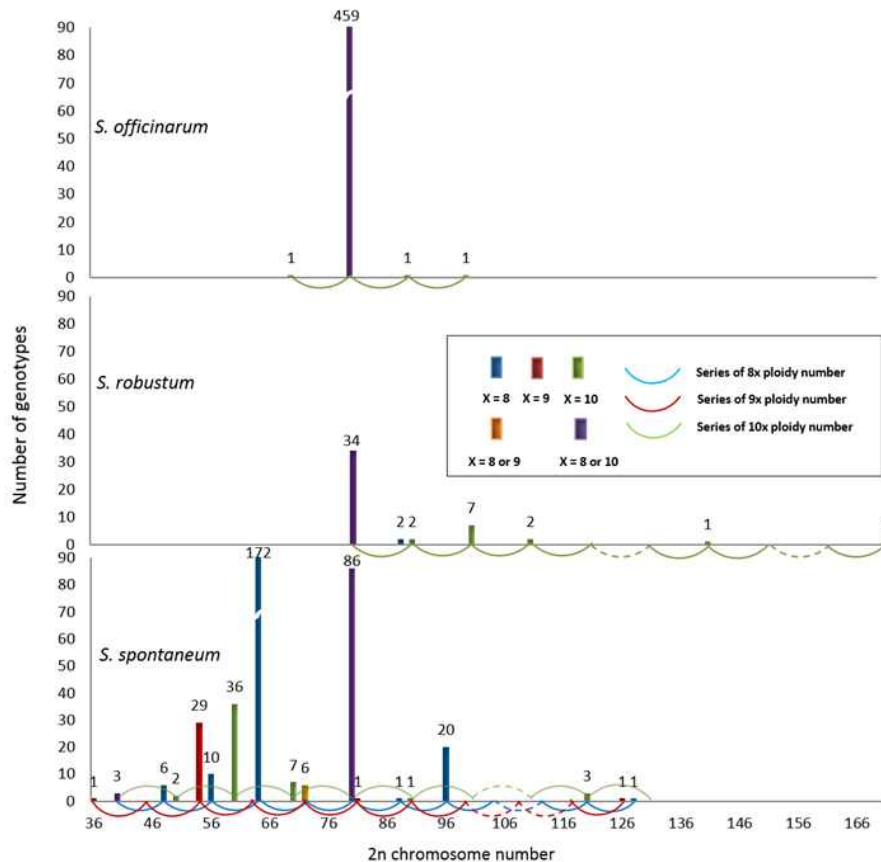 459
90
80
70
60
50
40
30
20
10
0
S. officinarum
1 1 1
90
80
70
60
50
40
30
20
10
0
S. robustum
34
2 2 7 2 1
X = 8 X = 9 X = 10
X = 8 or 9 X = 8 or 10
Series of 8x ploidy number
Series of 9x ploidy number
Series of 10x ploidy number
Number of genotypes
90
80
70
60
50
40
30
20
10
0
S. spontaneum
172
86
1 3 6 2 29 10 36 7 6 1 1 1 20 3 1 1
36 46 56 66 76 86 96 106 116 126 136 146 156 166
2n chromosome number